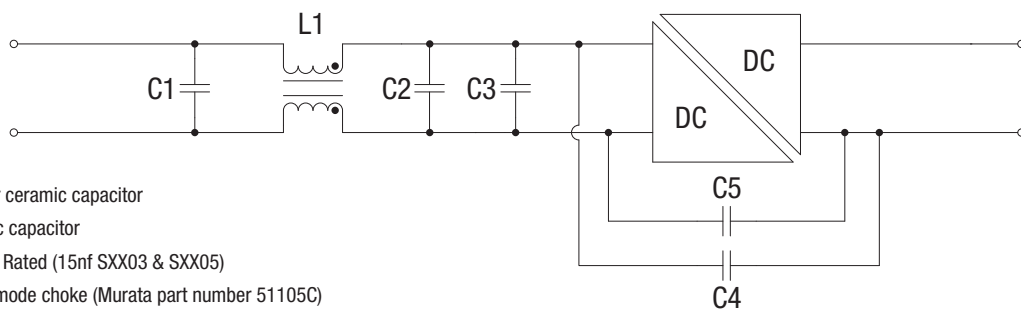 L1
C1
C2
C3
DC
DC
C5
C4
ceramic capacitor
capacitor
Rated (15nf SXX03 & SXX05)
mode choke (Murata part number 51105C)